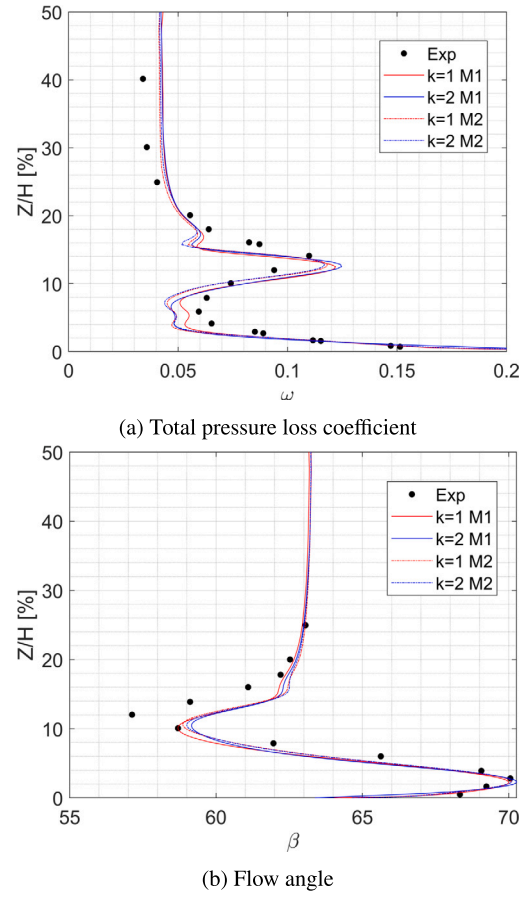 50
40
30
20
10
0
Z/H [%]
Exp
k=1 M1
k=2 M1
k=1 M2
k=2 M2
0 0.05 0.1 0.15 0.2
ω
(a) Total pressure loss coefficient
50
40
30
20
10
0
Z/H [%]
Exp
k=1 M1
k=2 M1
k=1 M2
k=2 M2
55 60 65 70
β
(b) Flow angle